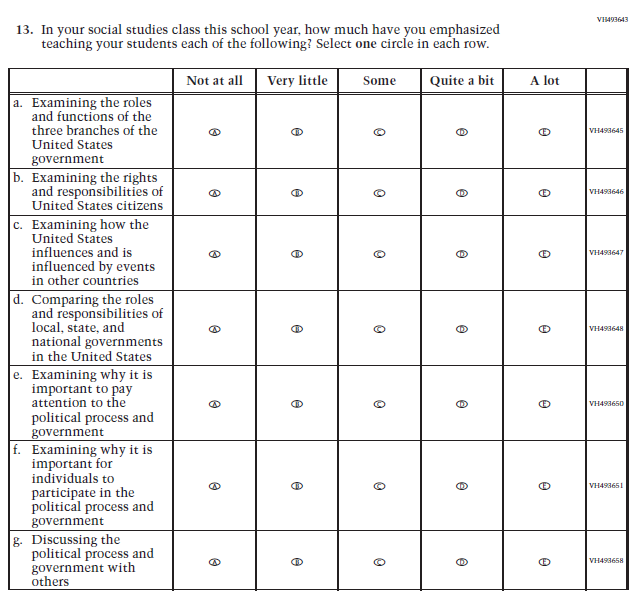 VH493643
13. In your social studies class this school year, how much have you emphasized
teaching your students each of the following? Select one circle in each row.
Not at all Very little Some Quite a bit A lot
a. Examining the roles
and functions of the
three branches of the
United States
government
A B C D E VH493645
b. Examining the rights
and responsibilities of
United States citizens
A B C D E VH493646
c. Examining how the
United States
influences and is
influenced by events
in other countries
A B C D E VH493647
d. Comparing the roles
and responsibilities of
local, state, and
national governments
in the United States
A B C D E VH493648
e. Examining why it is
important to pay
attention to the
political process and
government
A B C D E VH493650
f. Examining why it is
important for
individuals to
participate in the
political process and
government
A B C D E VH493651
g. Discussing the
political process and
government with
others
A B C D E VH493658